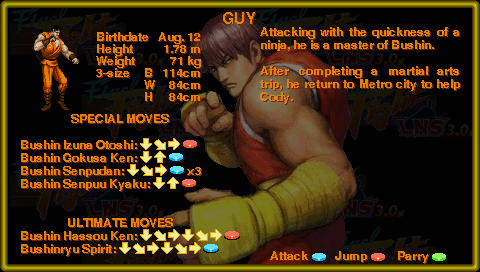 GUY
Birthdate Aug. 12
Height 1.78 m
Weight 71 kg
3-size B 114cm
W 84cm
H 84cm
Attacking with the quickness of a
ninja, he is a master of Bushin.
After completing a martial arts
trip, he return to Metro city to help
Cody.
SPECIAL MOVES
Bushin Izuna Otoshi:
Bushin Gokusa Ken:
Bushin Senpudan: x3
Bushin Senpuu Kyaku:
ULTIMATE MOVES
Bushin Hassou Ken:
Bushinryu Spirit:
Attack Jump Parry